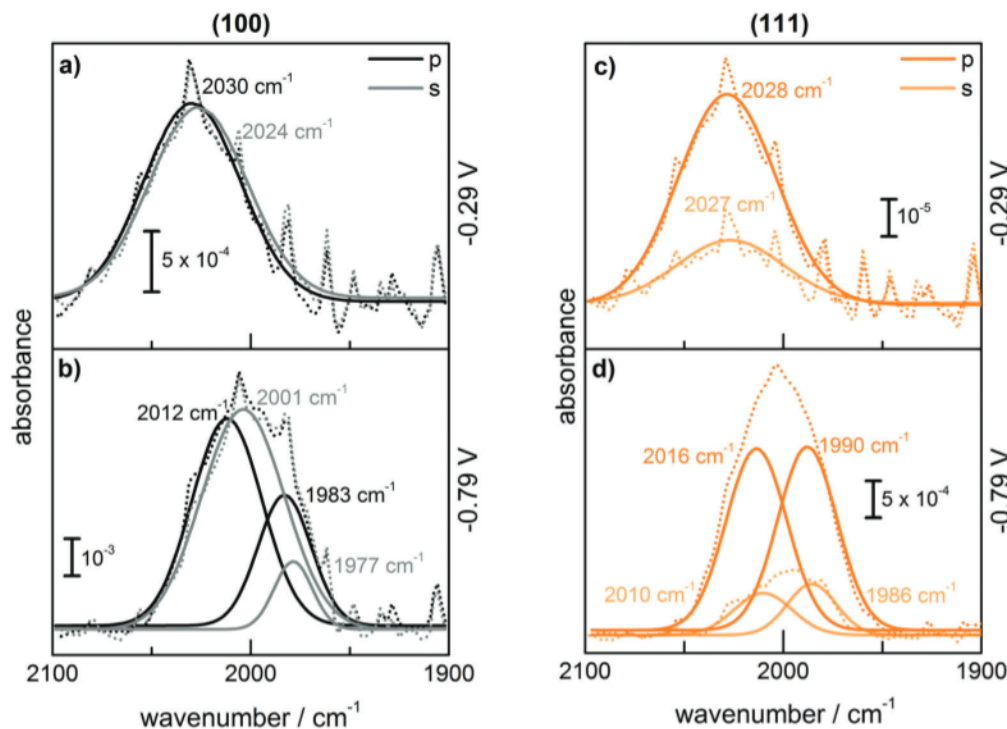 (100)
a)
p
s
2030 cm⁻¹
2024 cm⁻¹
5 x 10⁻⁴
-0.29 V
b)
2012 cm⁻¹
2001 cm⁻¹
1983 cm⁻¹
1977 cm⁻¹
10⁻³
-0.79 V
absorbance
2100
2000
1900
wavenumber / cm⁻¹
(111)
c)
p
s
2028 cm⁻¹
2027 cm⁻¹
10⁻⁵
-0.29 V
d)
2016 cm⁻¹
1990 cm⁻¹
5 x 10⁻⁴
2010 cm⁻¹
1986 cm⁻¹
-0.79 V
absorbance
2100
2000
1900
wavenumber / cm⁻¹